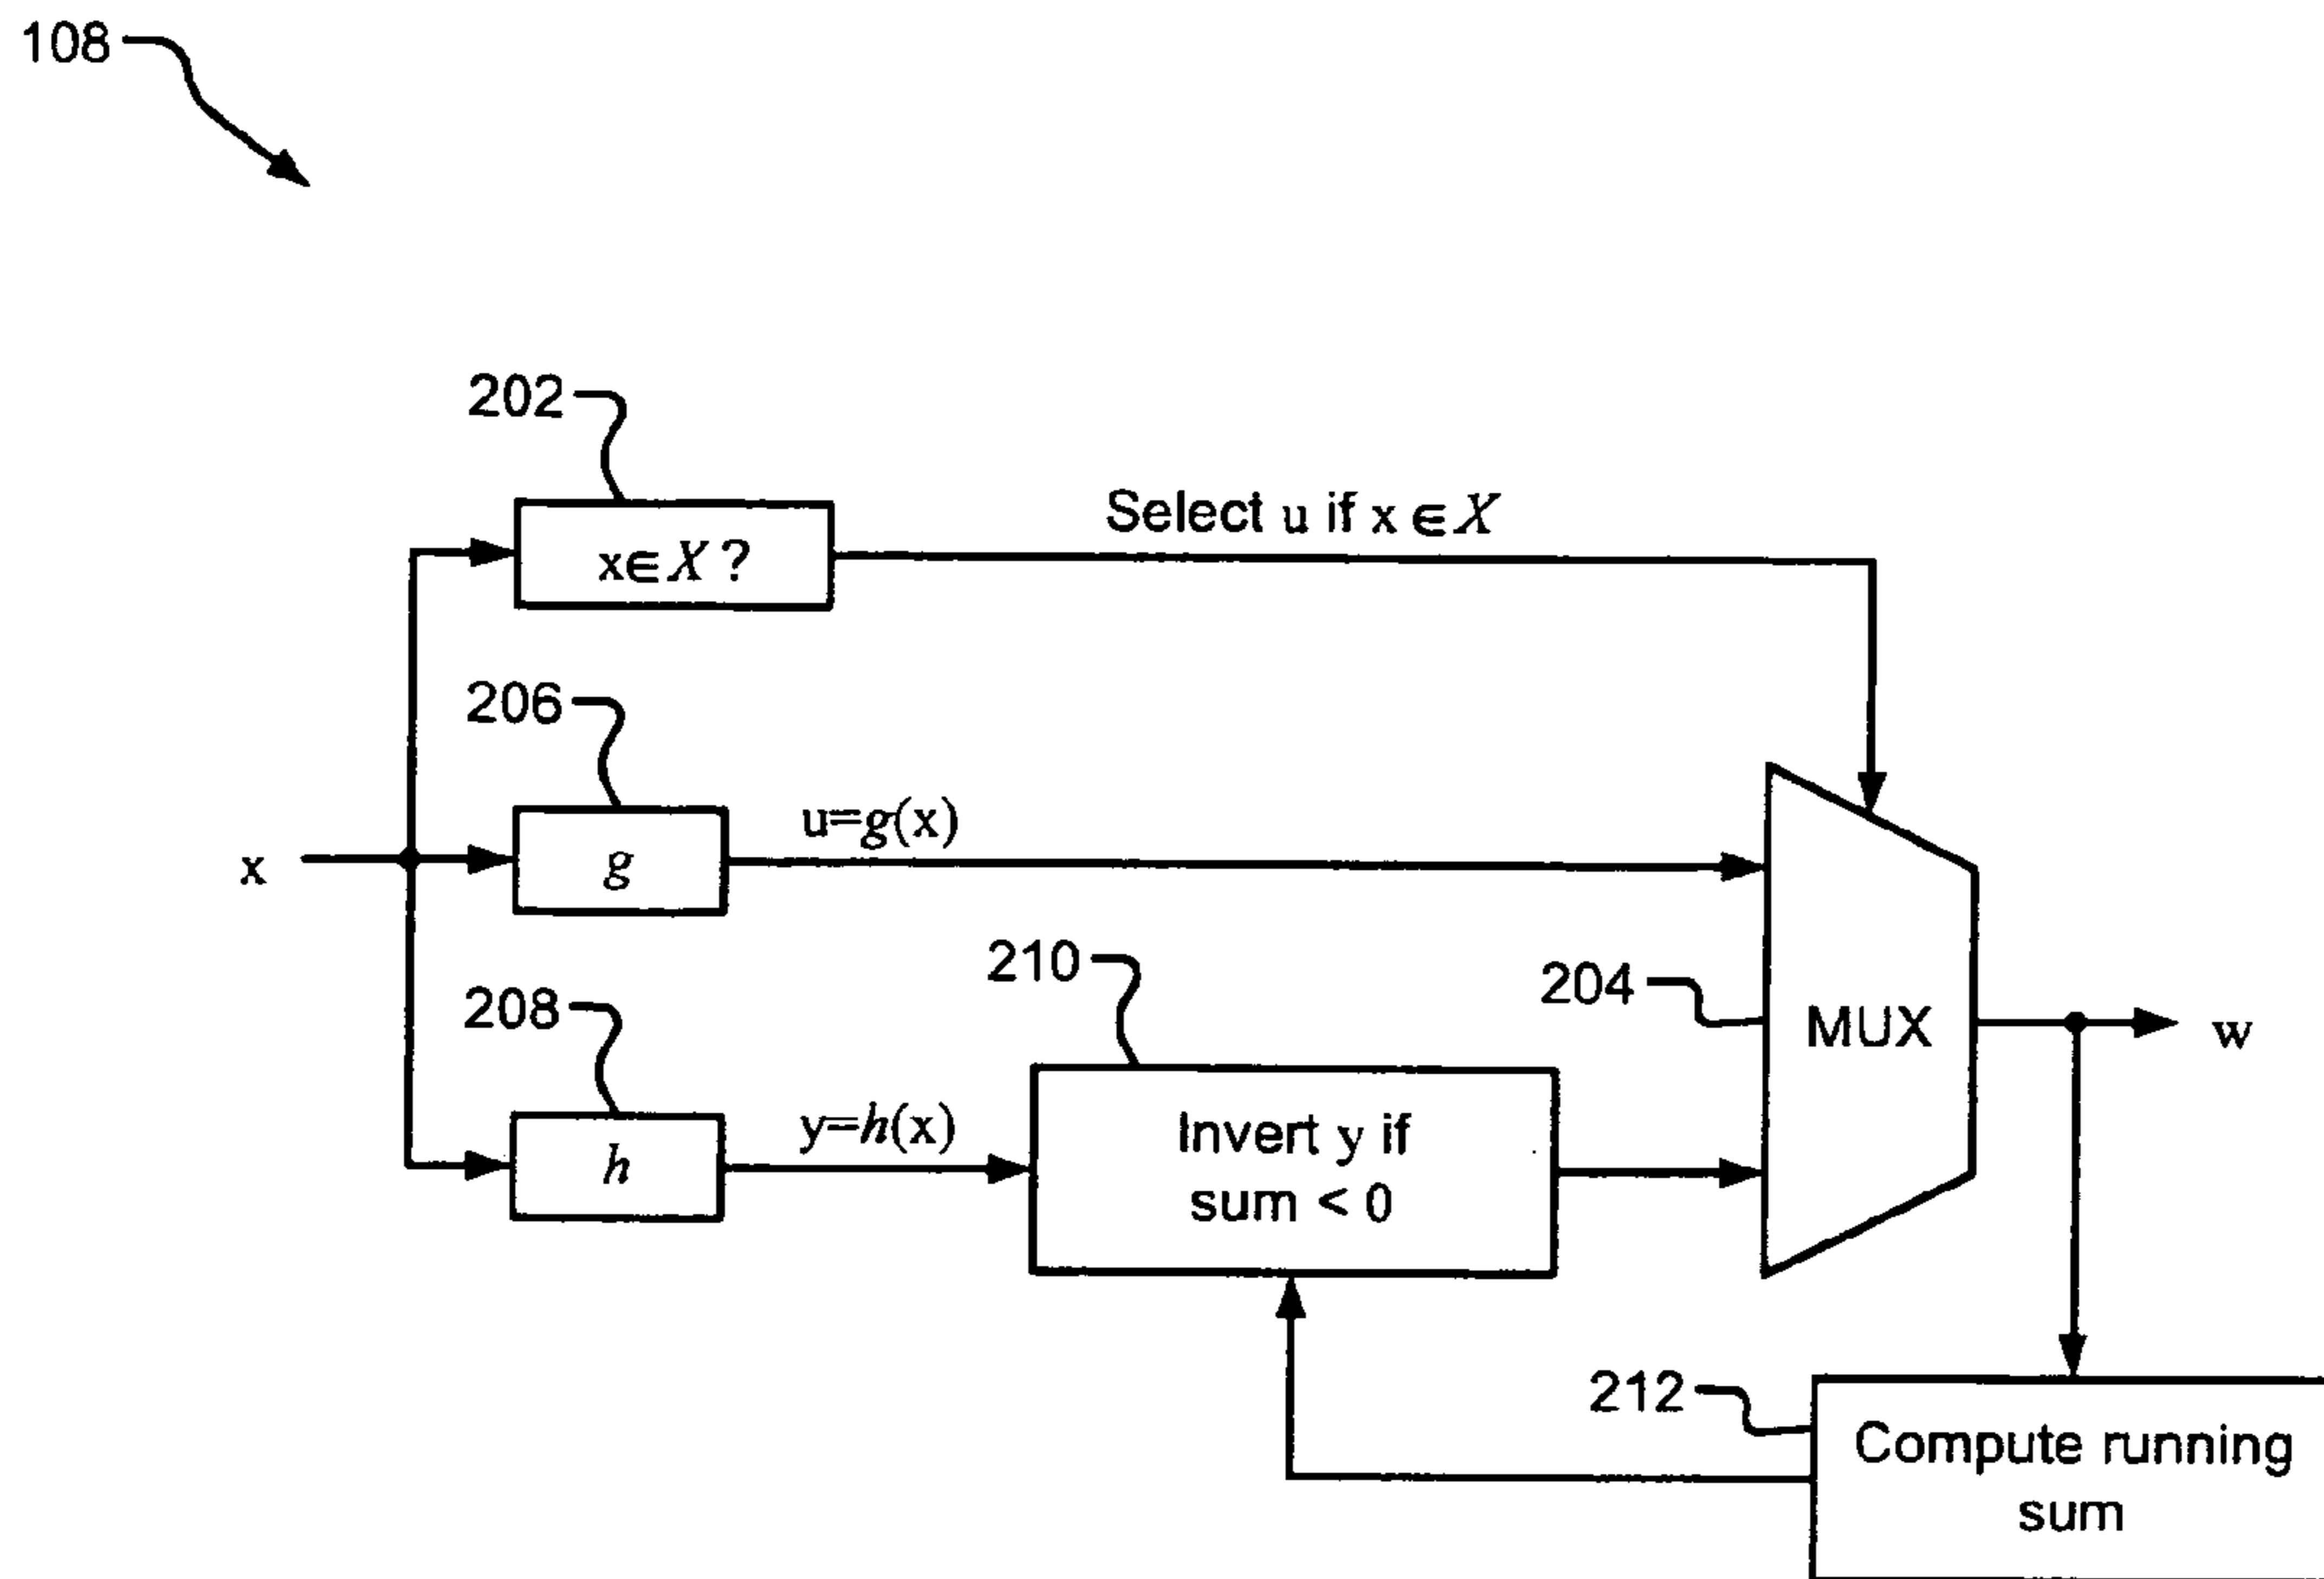 108
202
x∈X ?
Select u if x∈X
206
g
u=g(x)
x
208
h
y=h(x)
210
Invert y if
sum < 0
204
MUX
w
212
Compute running
sum